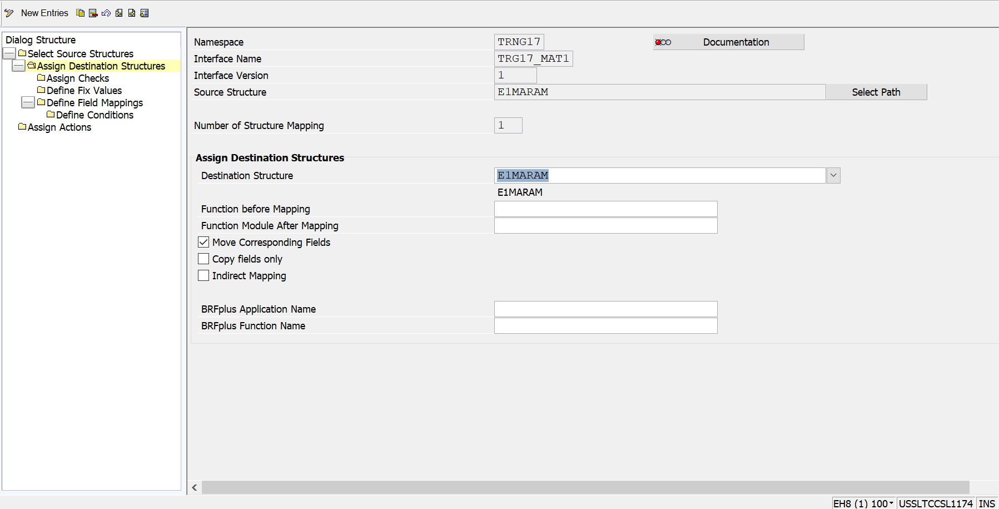 New Entries
Dialog Structure
Select Source Structures
Assign Destination Structures
Assign Checks
Define Fix Values
Define Field Mappings
Define Conditions
Assign Actions
Namespace TRNG17 Documentation
Interface Name TRG17_MAT1
Interface Version 1
Source Structure E1MARAM Select Path
Number of Structure Mapping 1
Assign Destination Structures
Destination Structure E1MARAM
E1MARAM
Function before Mapping
Function Module After Mapping
Move Corresponding Fields
Copy fields only
Indirect Mapping
BRFplus Application Name
BRFplus Function Name
EH8 (1) 100 USSLTCCSL1174 INS